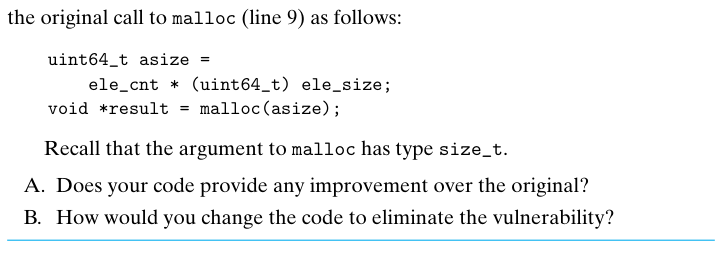 the original call to malloc (line 9) as follows:
uint64_t asize =
ele_cnt * (uint64_t) ele_size;
void *result = malloc(asize);
Recall that the argument to malloc has type size_t.
A. Does your code provide any improvement over the original?
B. How would you change the code to eliminate the vulnerability?